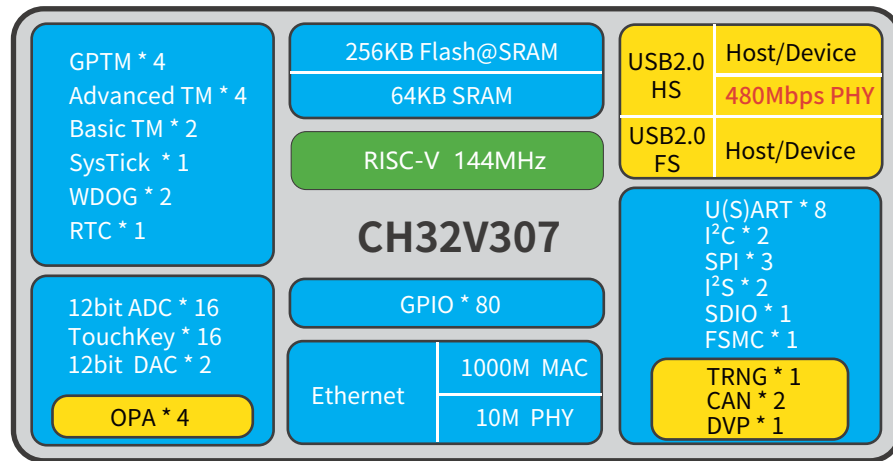 GPTM * 4
Advanced TM * 4
Basic TM * 2
SysTick * 1
WDOG * 2
RTC * 1
12bit ADC * 16
TouchKey * 16
12bit DAC * 2
OPA * 4
256KB Flash@SRAM
64KB SRAM
RISC-V 144MHz
CH32V307
GPIO * 80
Ethernet
1000M MAC
10M PHY
USB2.0
HS
Host/Device
480Mbps PHY
USB2.0
FS
Host/Device
U(S)ART * 8
I²C * 2
SPI * 3
I²S * 2
SDIO * 1
FSMC * 1
TRNG * 1
CAN * 2
DVP * 1